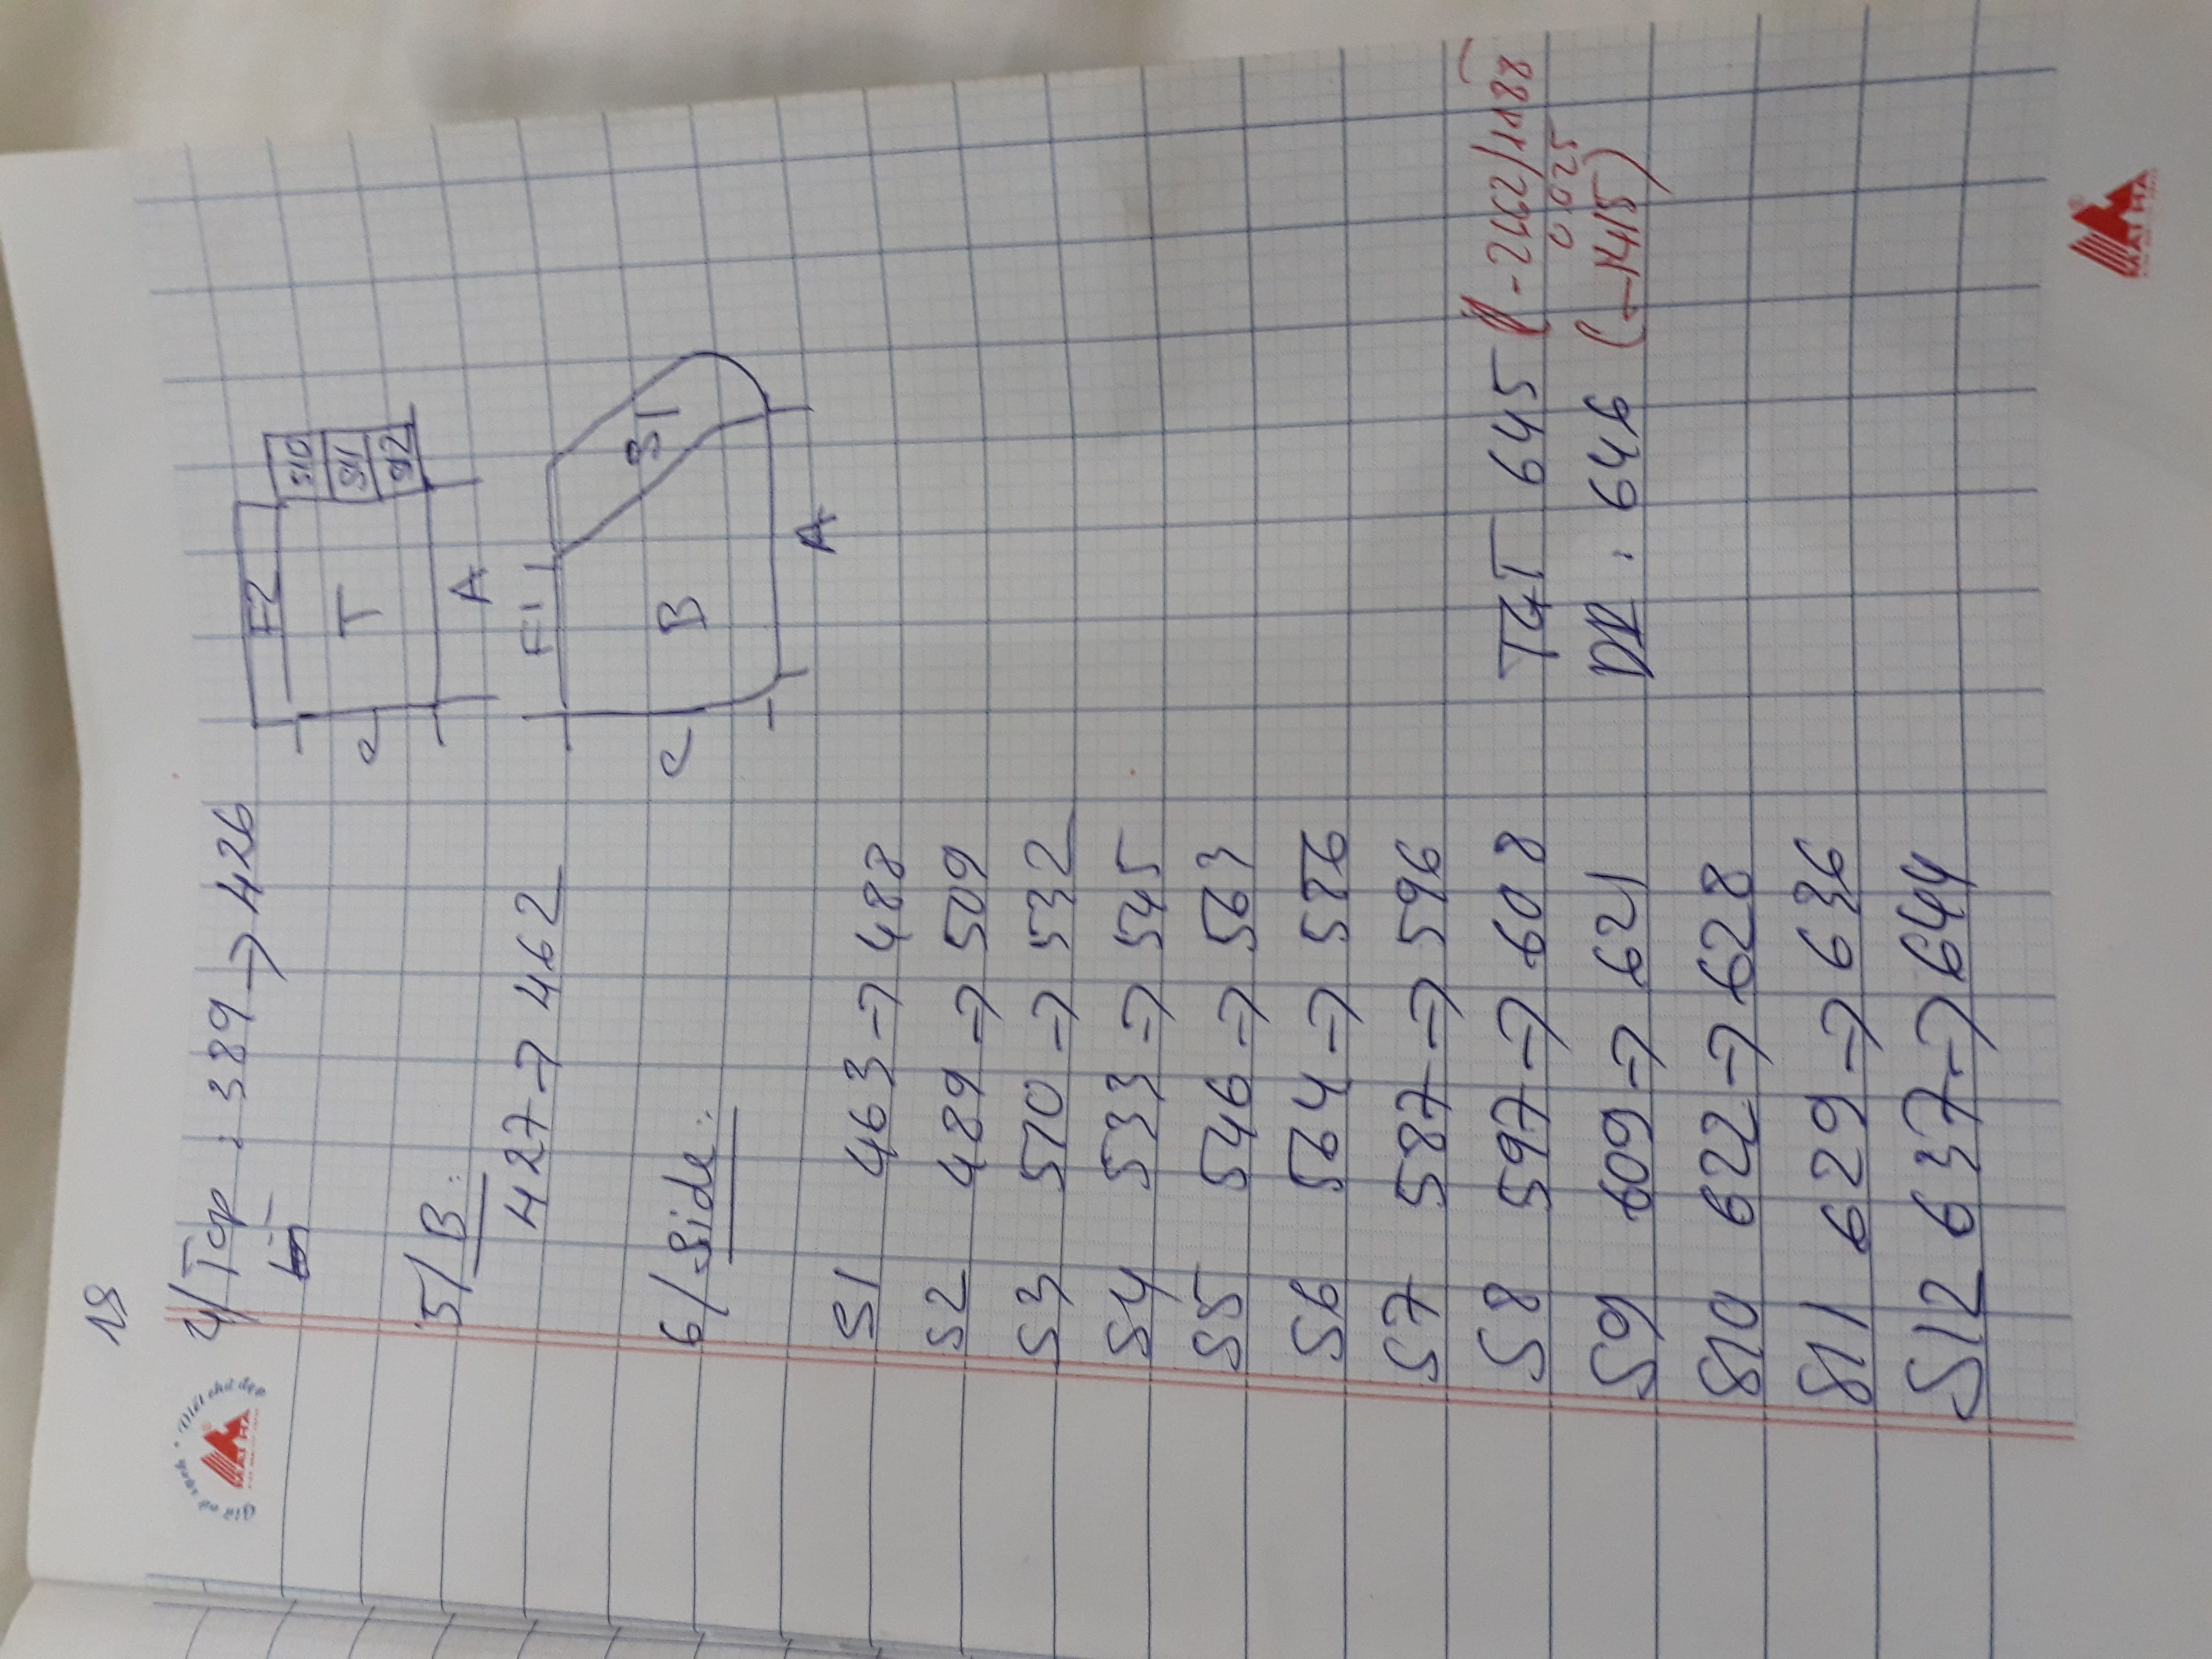 18
Giữ vở sạch • Viết chữ đẹp
MAI HA
4/ Top : 389 → 426
F2
S10
T
S11
S12
C
A
5/ B :
427 → 462
F1
C
B
S1
A
6/ Side :
S1 463 → 488
S2 489 → 509
S3 510 → 532
S4 533 → 545
S5 546 → 563
S6 564 → 586
S7 587 → 596
S8 597 → 608
TGT 645 (-2662/1188)
0.025
S9 609 → 621
646 (-1415)
S10 622 → 628
S11 629 → 636
S12 637 → 644
MAI HA